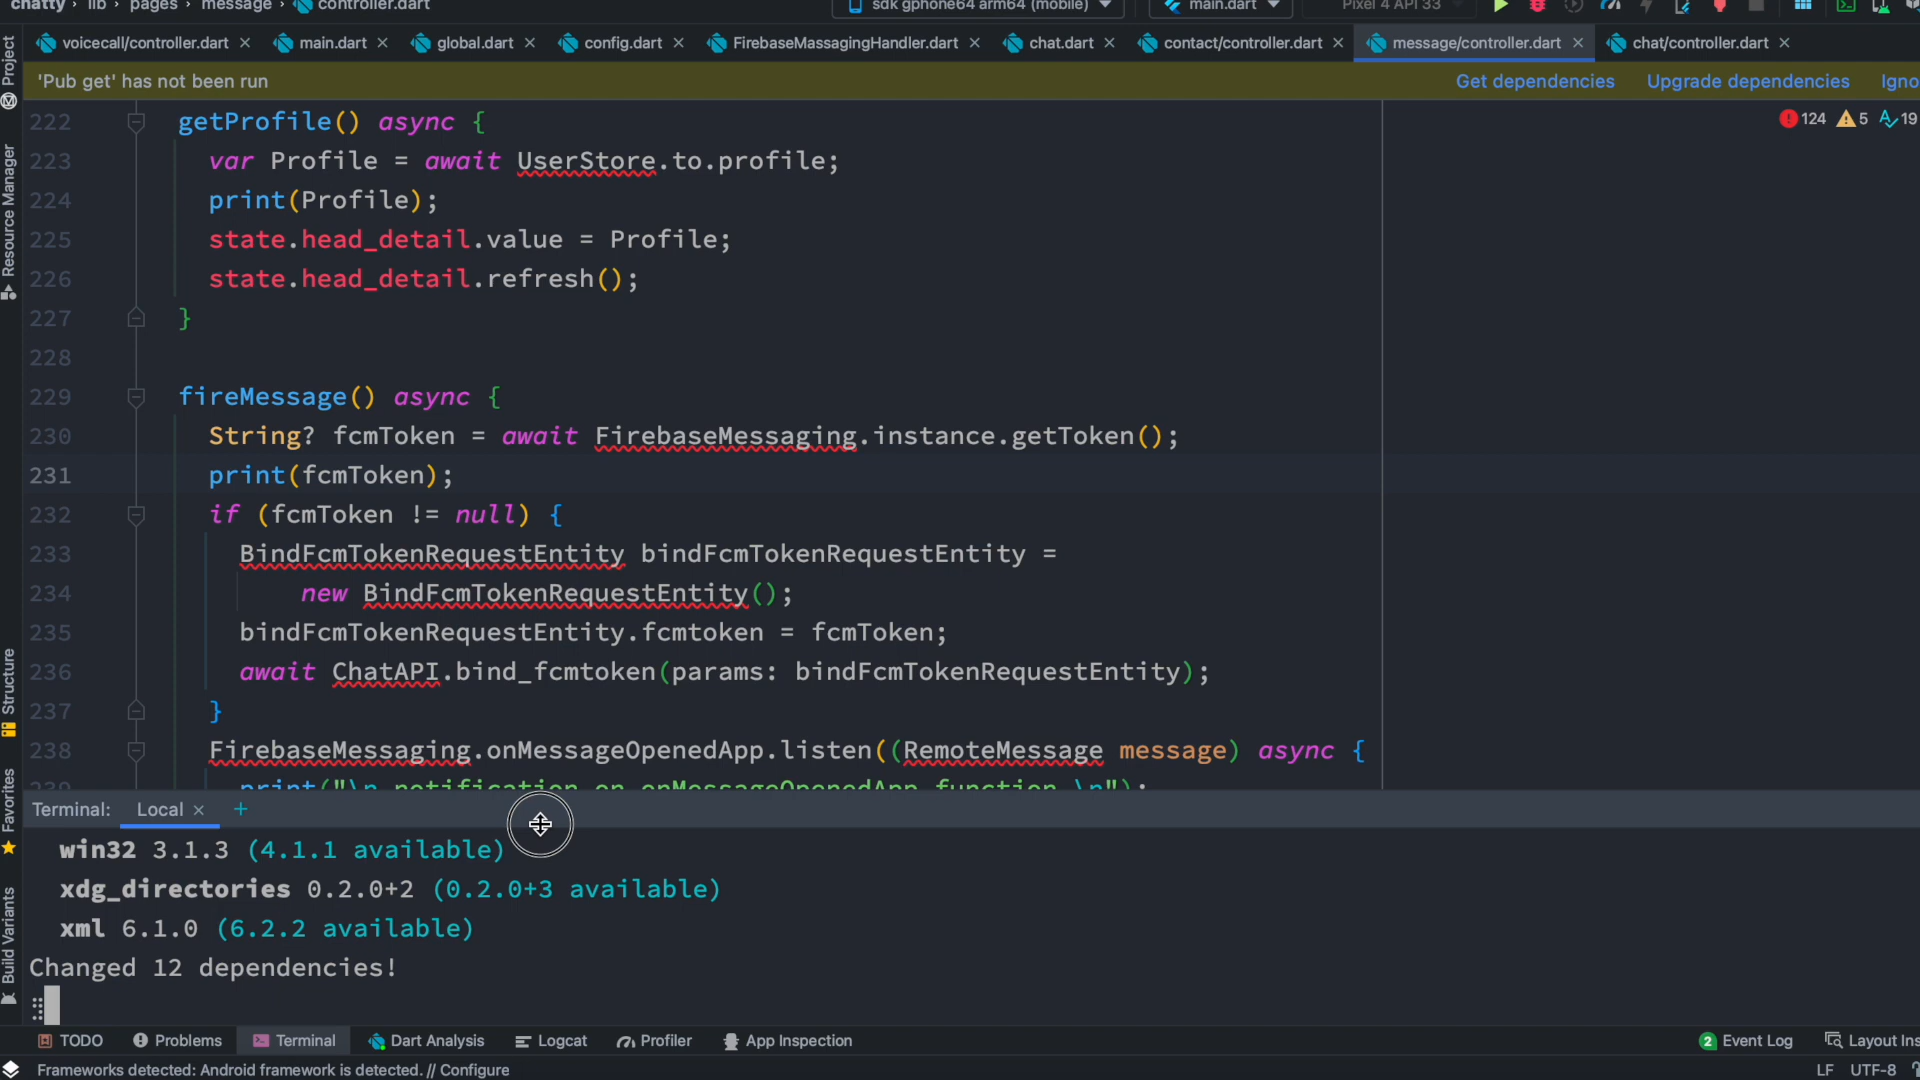 chatty › lib › pages › message › controller.dart
sdk gphone64 arm64 (mobile)
main.dart
Pixel 4 API 33
voicecall/controller.dart
main.dart
global.dart
config.dart
FirebaseMassagingHandler.dart
chat.dart
contact/controller.dart
message/controller.dart
chat/controller.dart
'Pub get' has not been run
Get dependencies
Upgrade dependencies
Igno
124 5 19
222 getProfile() async {
223 var Profile = await UserStore.to.profile;
224 print(Profile);
225 state.head_detail.value = Profile;
226 state.head_detail.refresh();
227 }
228
229 fireMessage() async {
230 String? fcmToken = await FirebaseMessaging.instance.getToken();
231 print(fcmToken);
232 if (fcmToken != null) {
233 BindFcmTokenRequestEntity bindFcmTokenRequestEntity =
234 new BindFcmTokenRequestEntity();
235 bindFcmTokenRequestEntity.fcmtoken = fcmToken;
236 await ChatAPI.bind_fcmtoken(params: bindFcmTokenRequestEntity);
237 }
238 FirebaseMessaging.onMessageOpenedApp.listen((RemoteMessage message) async {
239 print("\n notification on onMessageOpenedApp function \n");
Project
Resource Manager
Structure
Favorites
Build Variants
Terminal: Local +
win32 3.1.3 (4.1.1 available)
xdg_directories 0.2.0+2 (0.2.0+3 available)
xml 6.1.0 (6.2.2 available)
Changed 12 dependencies!
TODO
Problems
Terminal
Dart Analysis
Logcat
Profiler
App Inspection
2 Event Log
Layout Ins
Frameworks detected: Android framework is detected. // Configure
LF UTF-8